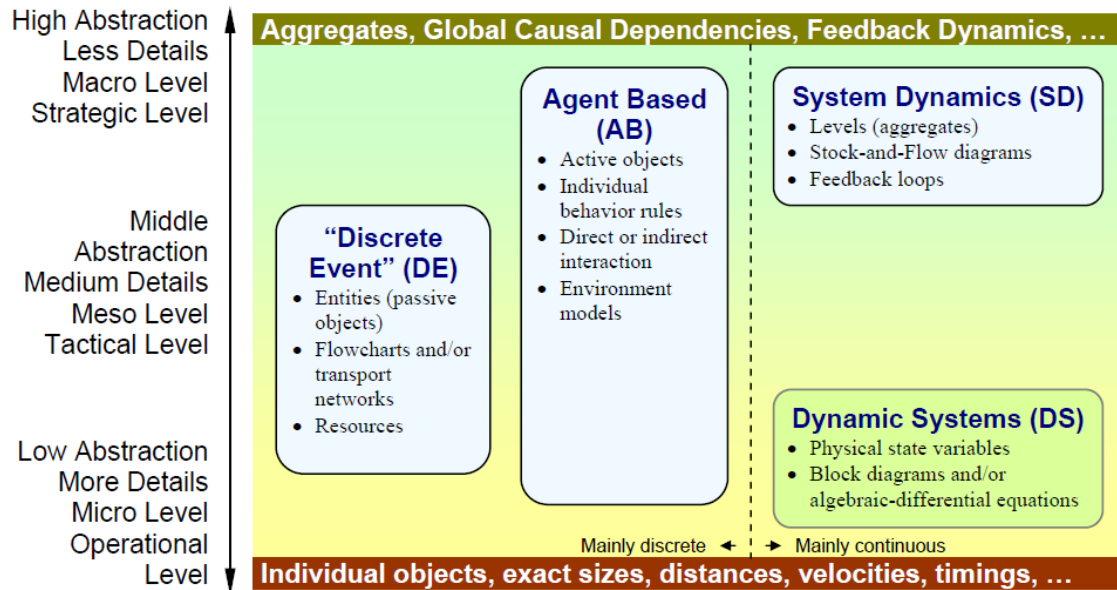 High Abstraction
Less Details
Macro Level
Strategic Level
Middle
Abstraction
Medium Details
Meso Level
Tactical Level
Low Abstraction
More Details
Micro Level
Operational
Level
Aggregates, Global Causal Dependencies, Feedback Dynamics, …
“Discrete
Event” (DE)
• Entities (passive
objects)
• Flowcharts and/or
transport
networks
• Resources
Agent Based
(AB)
• Active objects
• Individual
behavior rules
• Direct or indirect
interaction
• Environment
models
System Dynamics (SD)
• Levels (aggregates)
• Stock-and-Flow diagrams
• Feedback loops
Dynamic Systems (DS)
• Physical state variables
• Block diagrams and/or
algebraic-differential equations
Mainly discrete
Mainly continuous
Individual objects, exact sizes, distances, velocities, timings, …